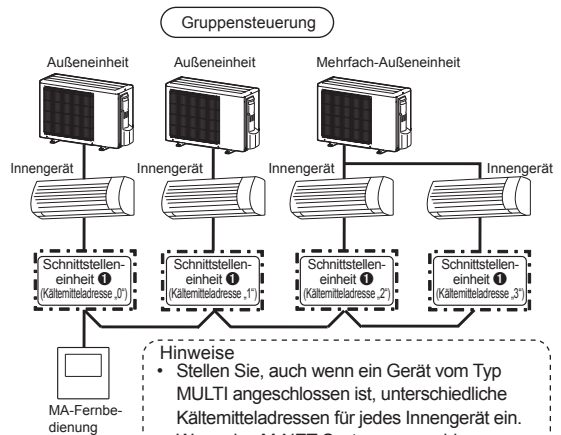 Gruppensteuerung
Außeneinheit Außeneinheit Mehrfach-Außeneinheit
Innengerät Innengerät Innengerät Innengerät
Schnittstellen-
einheit ❶
(Kältemitteladresse „0“)
Schnittstellen-
einheit ❶
(Kältemitteladresse „1“)
Schnittstellen-
einheit ❶
(Kältemitteladresse „2“)
Schnittstellen-
einheit ❶
(Kältemitteladresse „3“)
MA-Fernbe-
dienung
Hinweise
• Stellen Sie, auch wenn ein Gerät vom Typ
MULTI angeschlossen ist, unterschiedliche
Kältemitteladressen für jedes Innengerät ein.